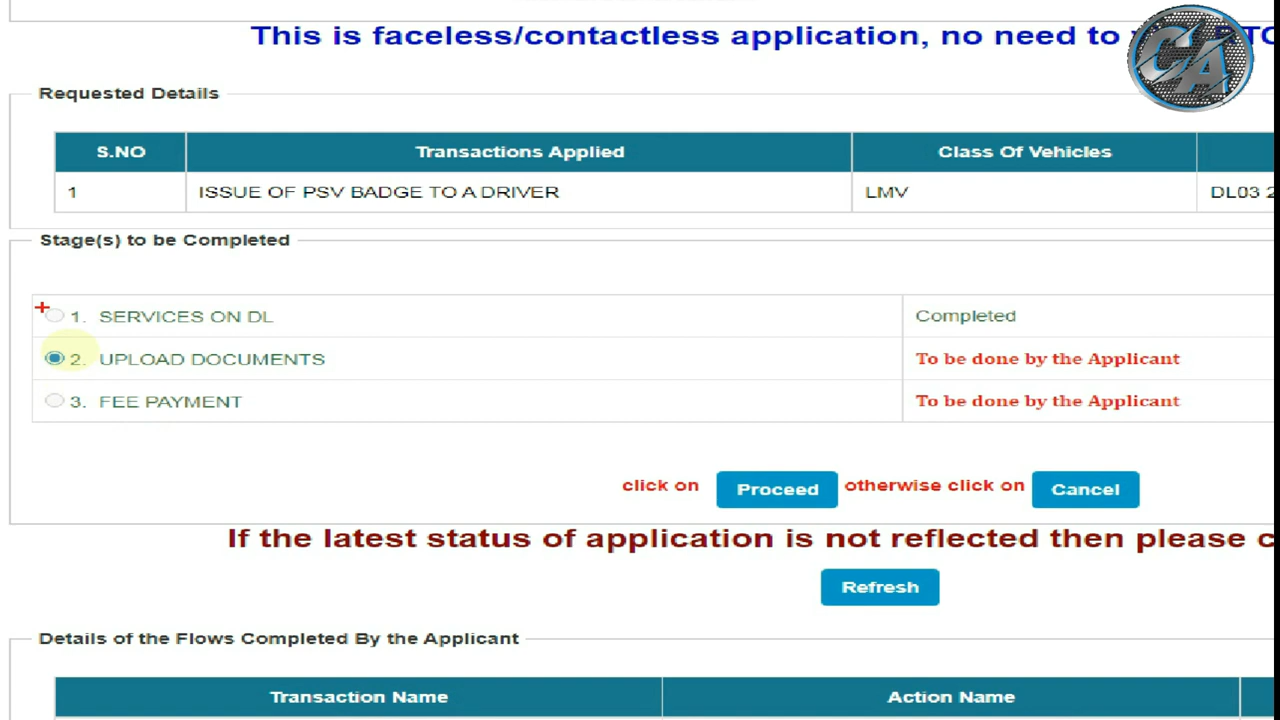 This is faceless/contactless application, no need to
CA
Requested Details
S.NO Transactions Applied Class Of Vehicles
1 ISSUE OF PSV BADGE TO A DRIVER LMV DL03 2
Stage(s) to be Completed
1. SERVICES ON DL Completed
2. UPLOAD DOCUMENTS To be done by the Applicant
3. FEE PAYMENT To be done by the Applicant
click on Proceed otherwise click on Cancel
If the latest status of application is not reflected then please
Refresh
Details of the Flows Completed By the Applicant
Transaction Name Action Name